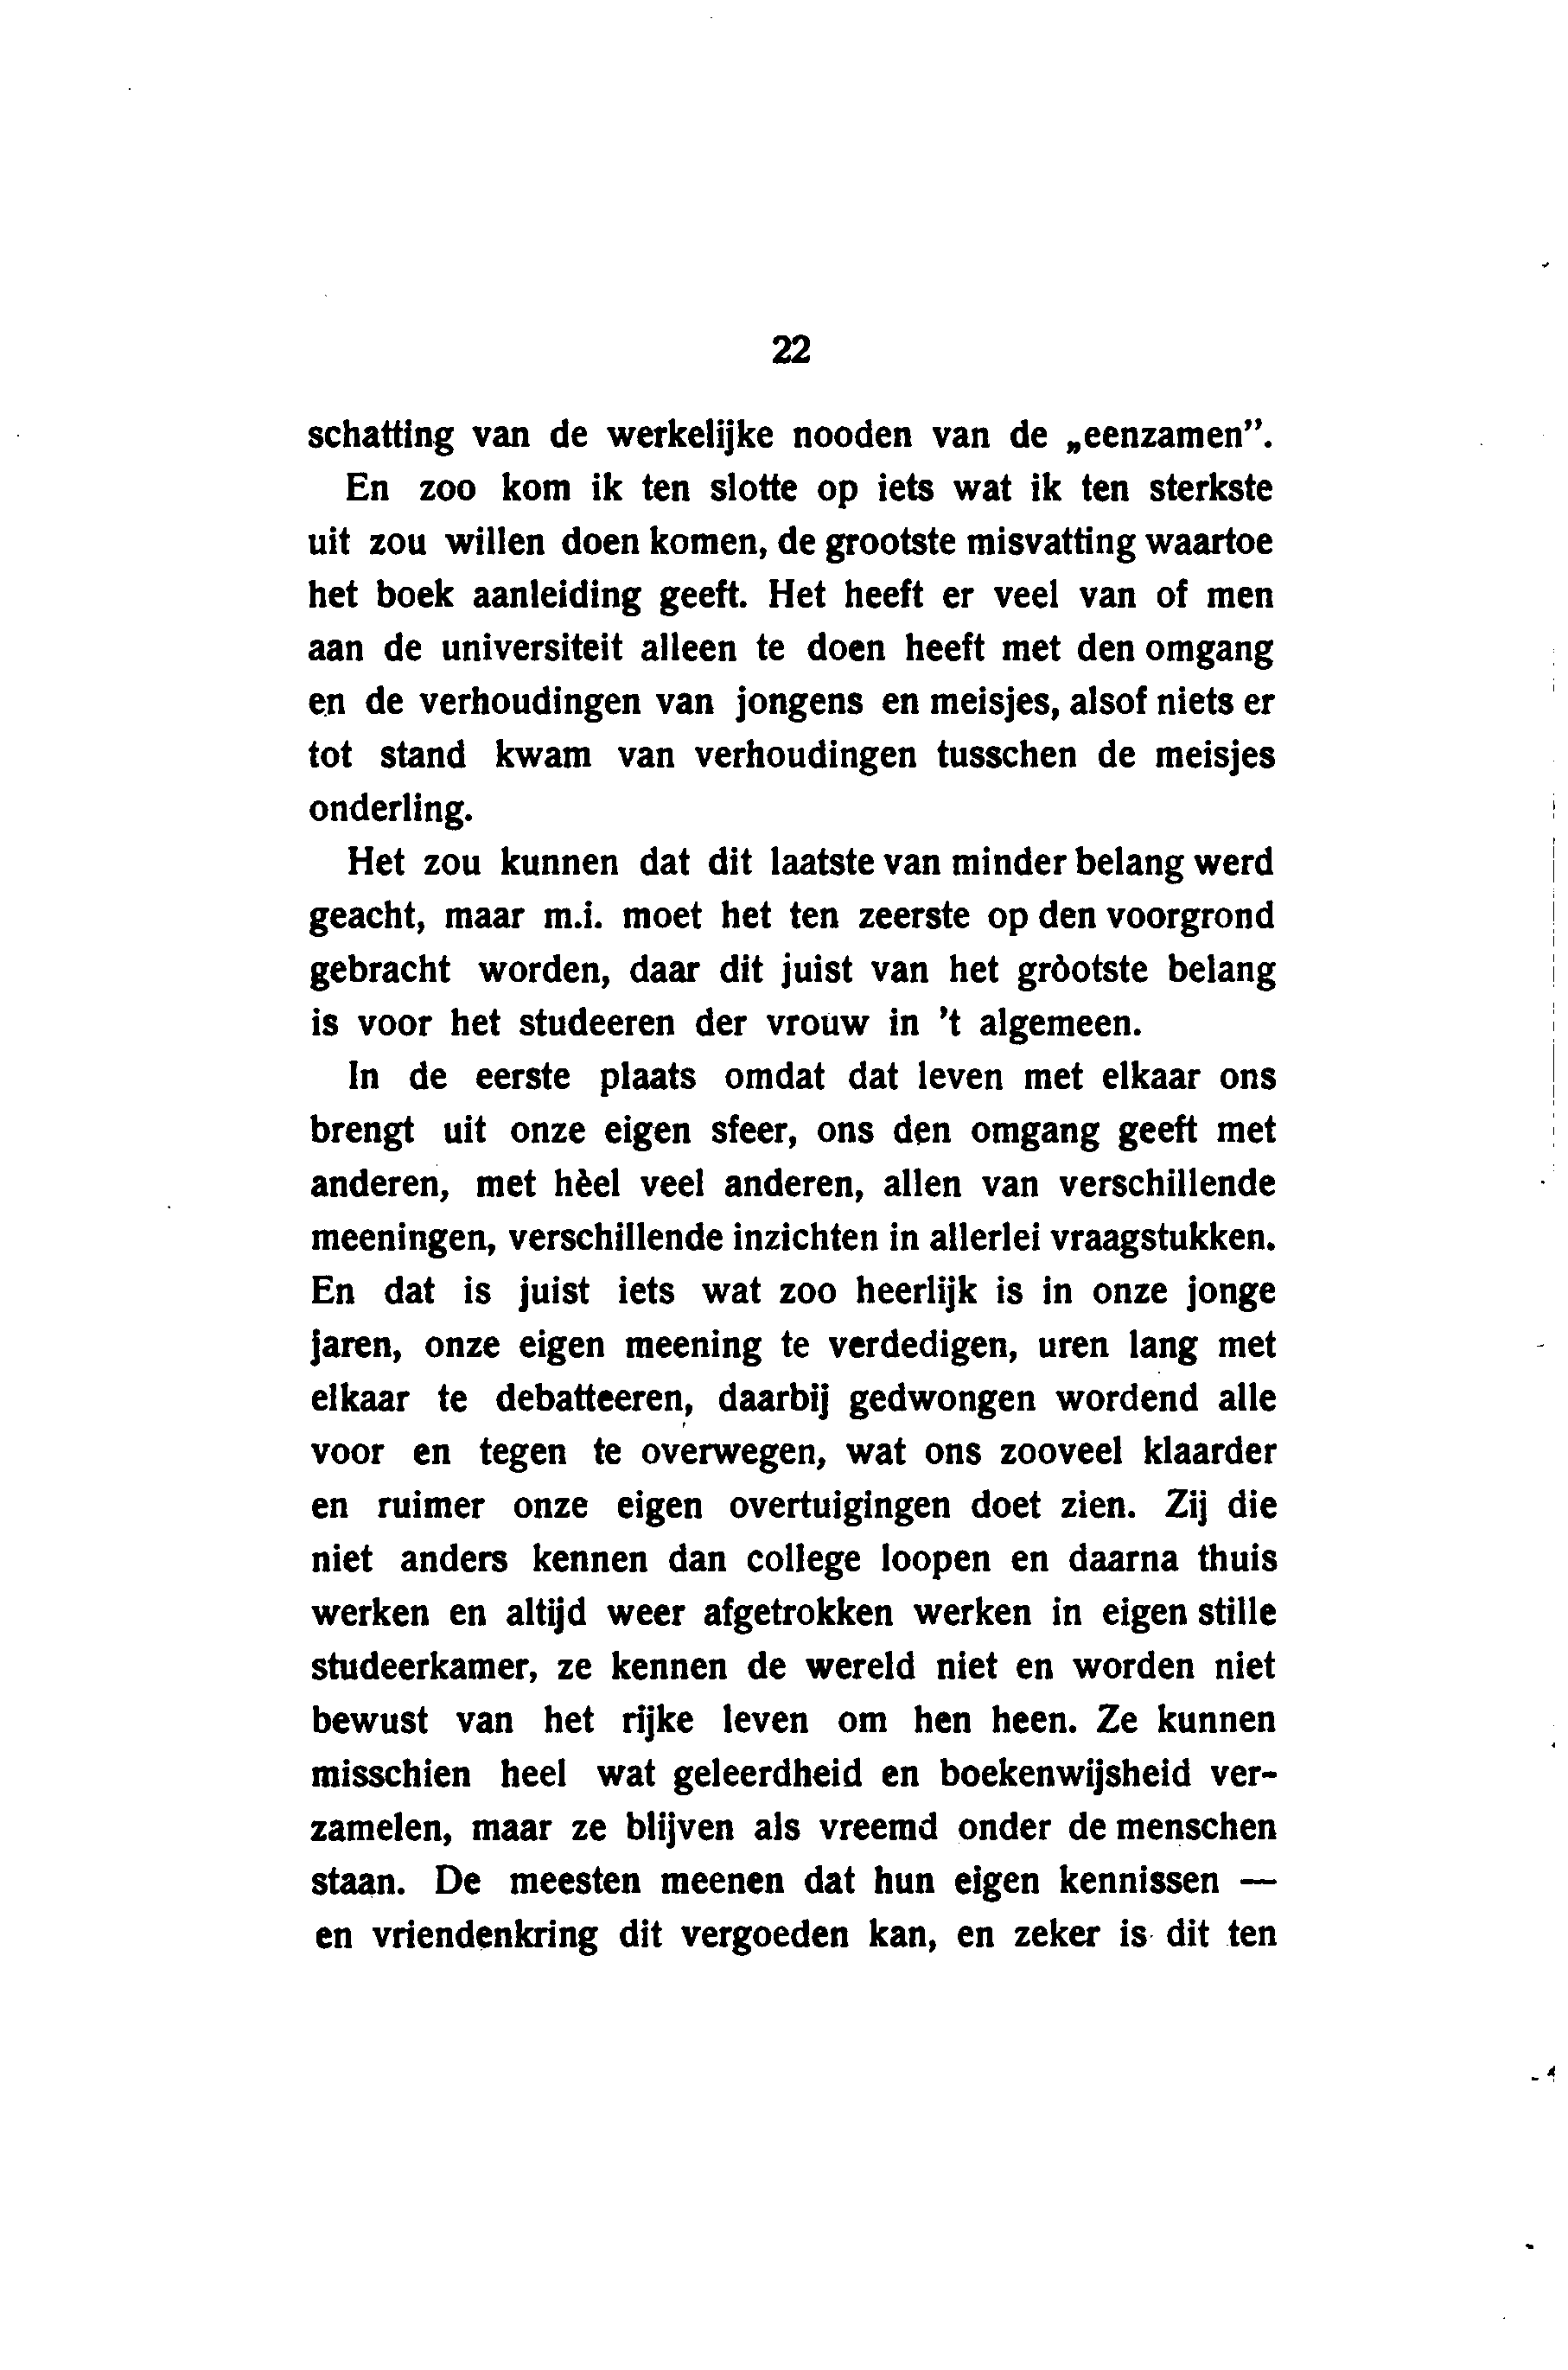 22
schatting van de werkelijke nooden van de „eenzamen”.
En zoo kom ik ten slotte op iets wat ik ten sterkste
uit zou willen doen komen, de grootste misvatting waartoe
het boek aanleiding geeft. Het heeft er veel van of men
aan de universiteit alleen te doen heeft met den omgang
en de verhoudingen van jongens en meisjes, alsof niets er
tot stand kwam van verhoudingen tusschen de meisjes
onderling.
Het zou kunnen dat dit laatste van minder belang werd
geacht, maar m.i. moet het ten zeerste op den voorgrond
gebracht worden, daar dit juist van het gròotste belang
is voor het studeeren der vrouw in ’t algemeen.
In de eerste plaats omdat dat leven met elkaar ons
brengt uit onze eigen sfeer, ons den omgang geeft met
anderen, met hèel veel anderen, allen van verschillende
meeningen, verschillende inzichten in allerlei vraagstukken.
En dat is juist iets wat zoo heerlijk is in onze jonge
jaren, onze eigen meening te verdedigen, uren lang met
elkaar te debatteeren, daarbij gedwongen wordend alle
voor en tegen te overwegen, wat ons zooveel klaarder
en ruimer onze eigen overtuigingen doet zien. Zij die
niet anders kennen dan college loopen en daarna thuis
werken en altijd weer afgetrokken werken in eigen stille
studeerkamer, ze kennen de wereld niet en worden niet
bewust van het rijke leven om hen heen. Ze kunnen
misschien heel wat geleerdheid en boekenwijsheid ver-
zamelen, maar ze blijven als vreemd onder de menschen
staan. De meesten meenen dat hun eigen kennissen —
en vriendenkring dit vergoeden kan, en zeker is dit ten